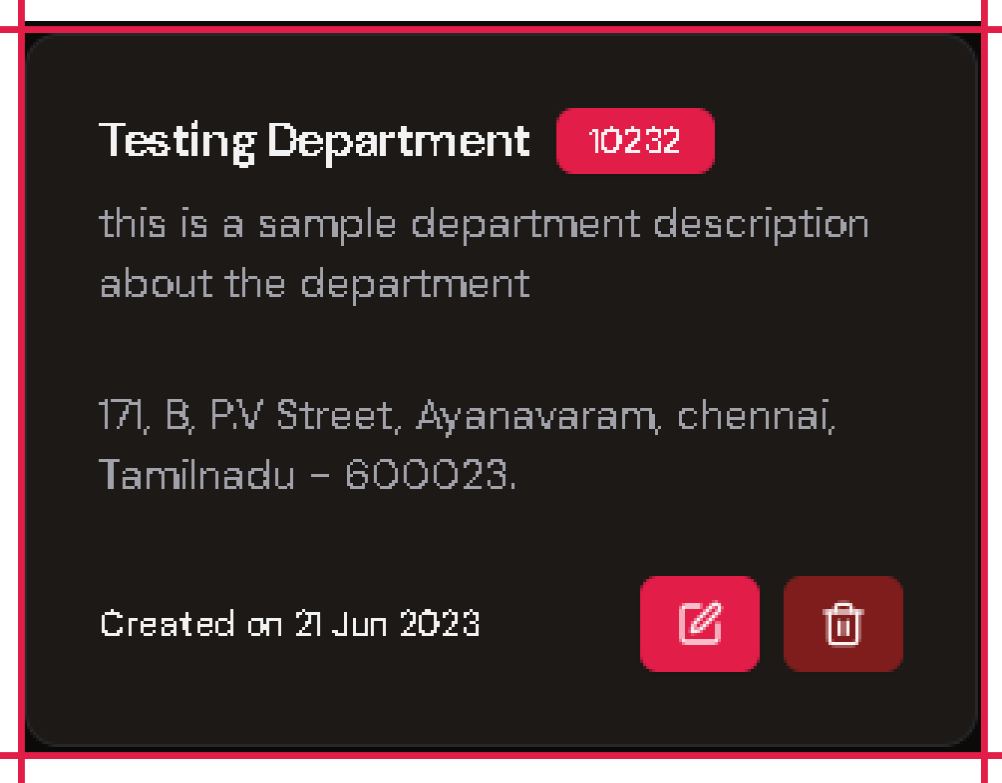 Testing Department 10232
this is a sample department description
about the department
171, B, P.V Street, Ayanavaram, chennai,
Tamilnadu - 600023.
Created on 21 Jun 2023